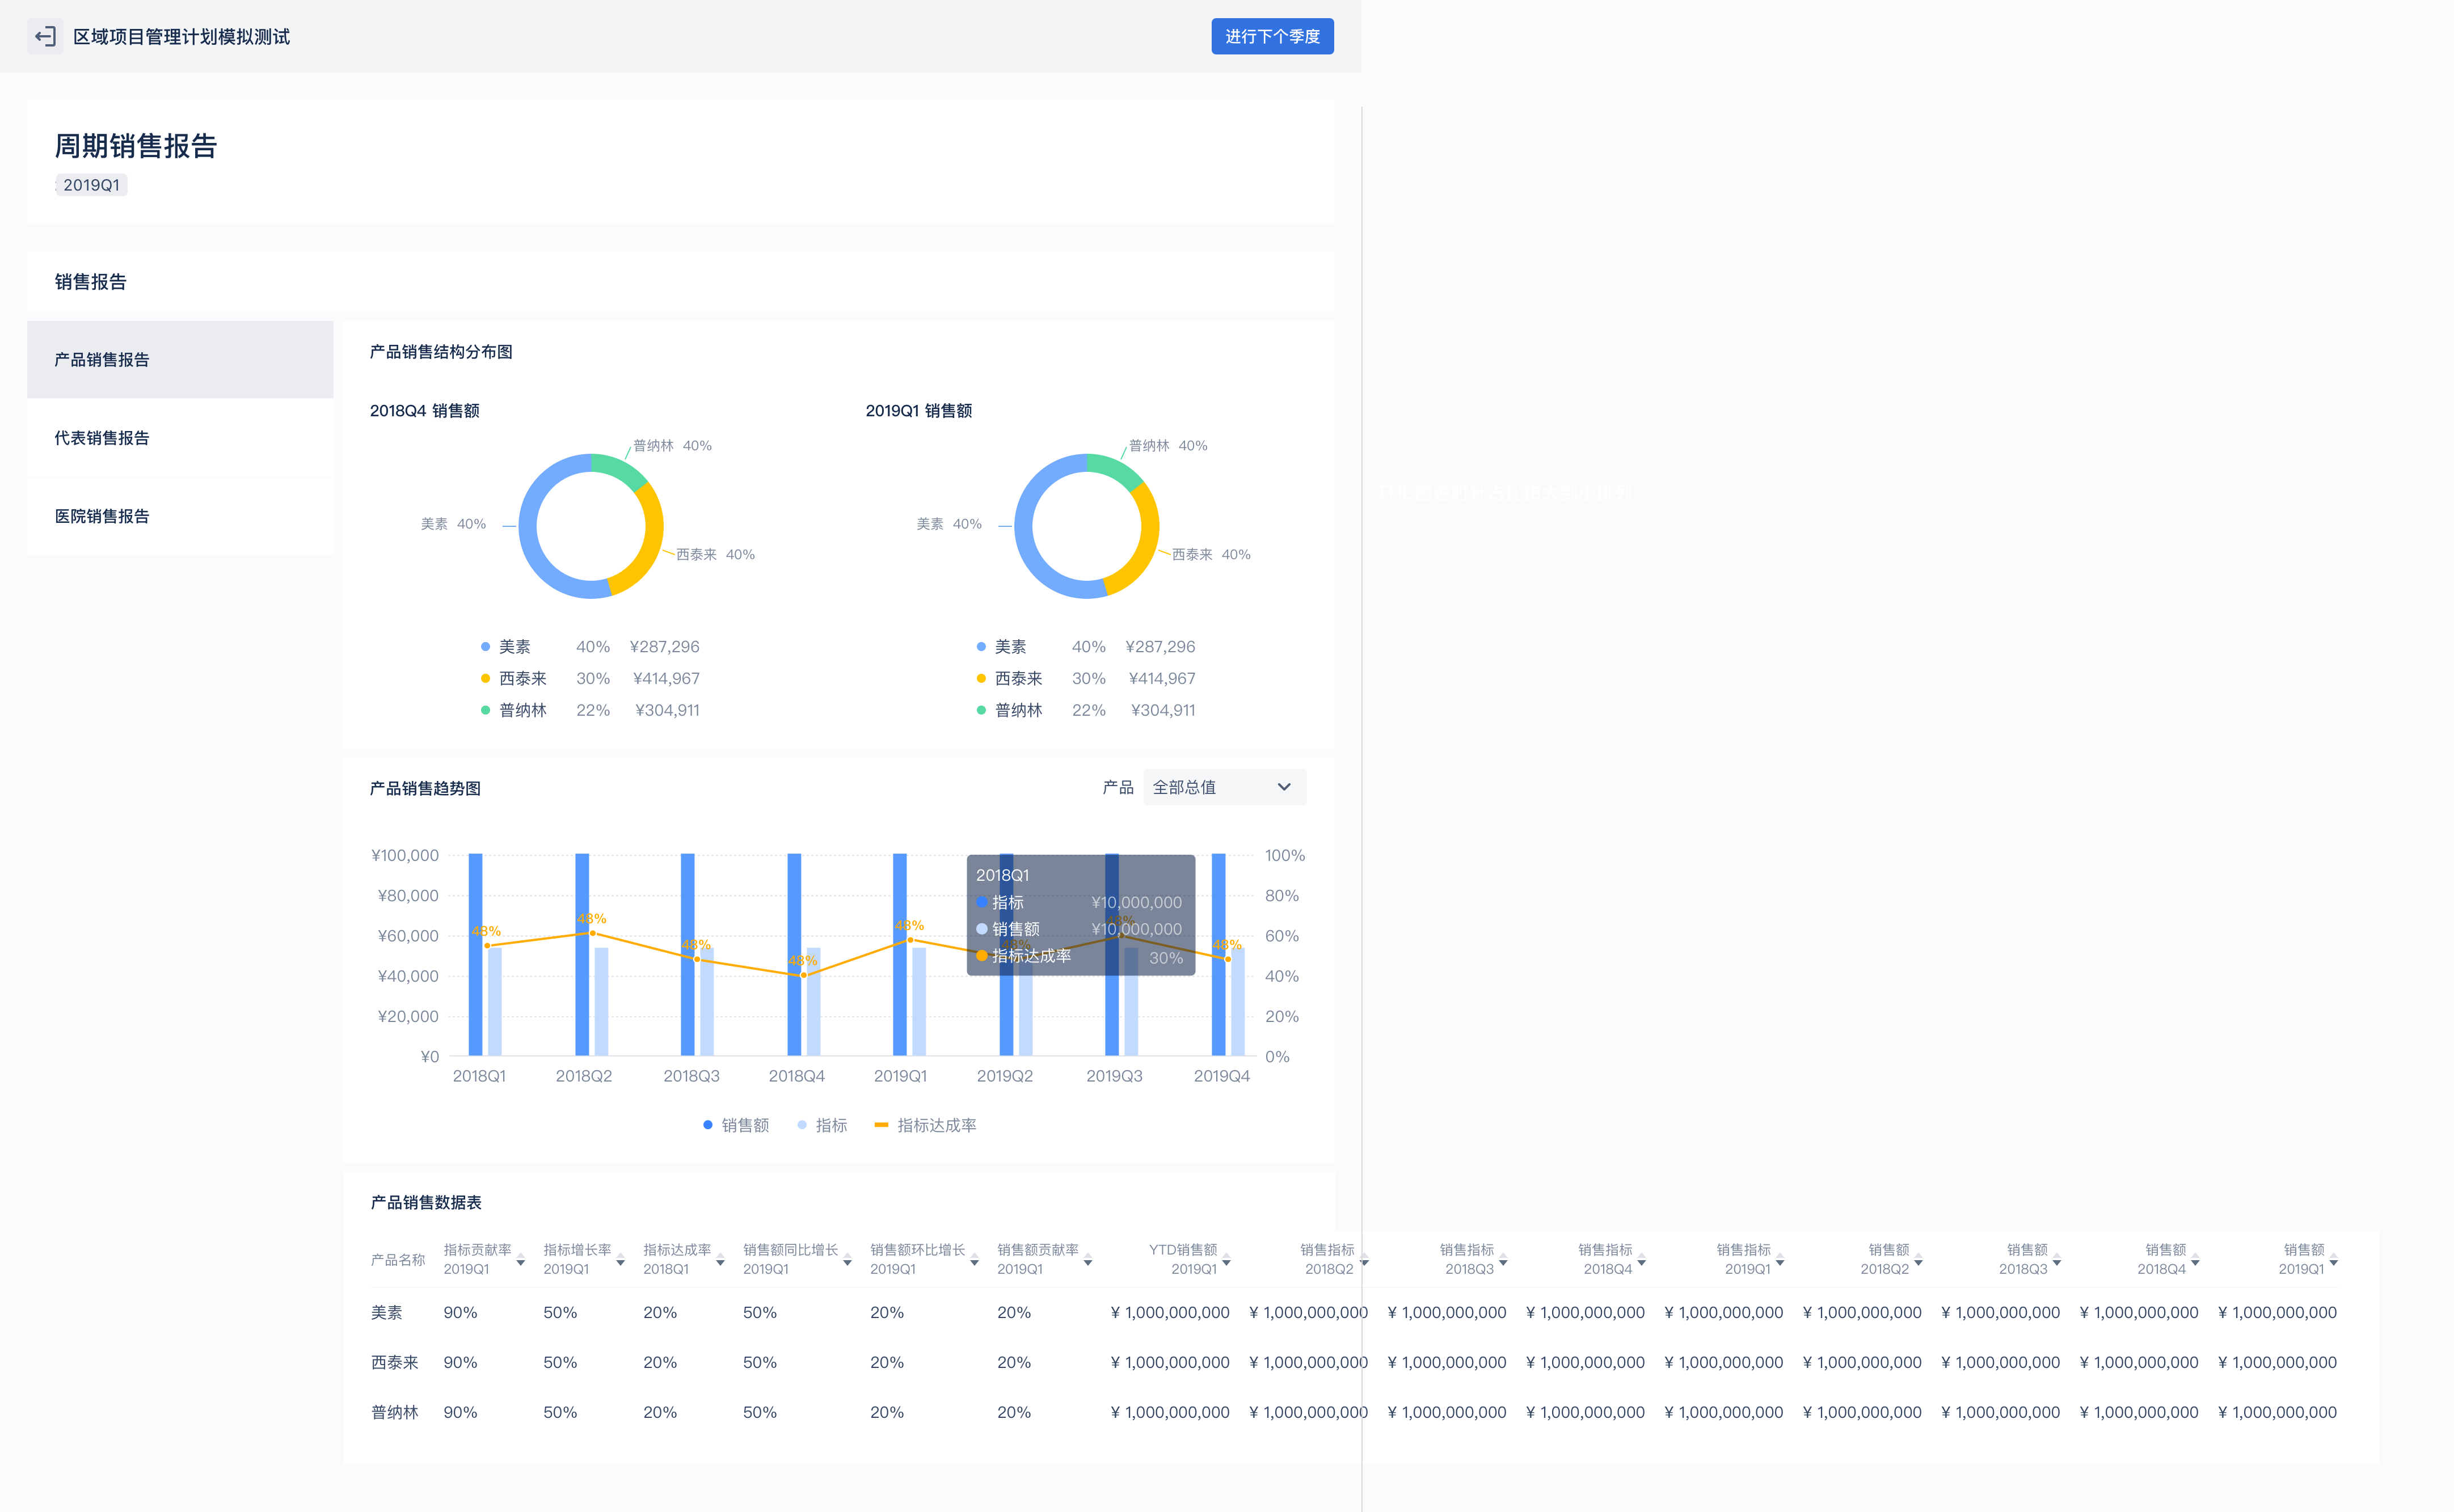 区域项目管理计划模拟测试
进行下个季度
周期销售报告
2019Q1
销售报告
产品销售报告
代表销售报告
医院销售报告
产品销售结构分布图
2018Q4 销售额
普纳林 40%
美素 40%
西泰来 40%
美素 40% ¥287,296
西泰来 30% ¥414,967
普纳林 22% ¥304,911
2019Q1 销售额
普纳林 40%
美素 40%
西泰来 40%
美素 40% ¥287,296
西泰来 30% ¥414,967
普纳林 22% ¥304,911
产品销售趋势图
产品 全部总值
¥100,000
¥80,000
¥60,000
¥40,000
¥20,000
¥0
100%
80%
60%
40%
20%
0%
48% 48% 48% 48% 48% 48% 48% 48%
2018Q1
指标 ¥10,000,000
销售额 ¥10,000,000
指标达成率 30%
2018Q1 2018Q2 2018Q3 2018Q4 2019Q1 2019Q2 2019Q3 2019Q4
销售额 指标 指标达成率
产品销售数据表
产品名称 指标贡献率 2019Q1 指标增长率 2019Q1 指标达成率 2018Q1 销售额同比增长 2019Q1 销售额环比增长 2019Q1 销售额贡献率 2019Q1 YTD销售额 2019Q1 销售指标 2018Q2 销售指标 2018Q3 销售指标 2018Q4 销售指标 2019Q1 销售额 2018Q2 销售额 2018Q3 销售额 2018Q4 销售额 2019Q1
美素 90% 50% 20% 50% 20% 20% ¥ 1,000,000,000 ¥ 1,000,000,000 ¥ 1,000,000,000 ¥ 1,000,000,000 ¥ 1,000,000,000 ¥ 1,000,000,000 ¥ 1,000,000,000 ¥ 1,000,000,000 ¥ 1,000,000,000
西泰来 90% 50% 20% 50% 20% 20% ¥ 1,000,000,000 ¥ 1,000,000,000 ¥ 1,000,000,000 ¥ 1,000,000,000 ¥ 1,000,000,000 ¥ 1,000,000,000 ¥ 1,000,000,000 ¥ 1,000,000,000 ¥ 1,000,000,000
普纳林 90% 50% 20% 50% 20% 20% ¥ 1,000,000,000 ¥ 1,000,000,000 ¥ 1,000,000,000 ¥ 1,000,000,000 ¥ 1,000,000,000 ¥ 1,000,000,000 ¥ 1,000,000,000 ¥ 1,000,000,000 ¥ 1,000,000,000